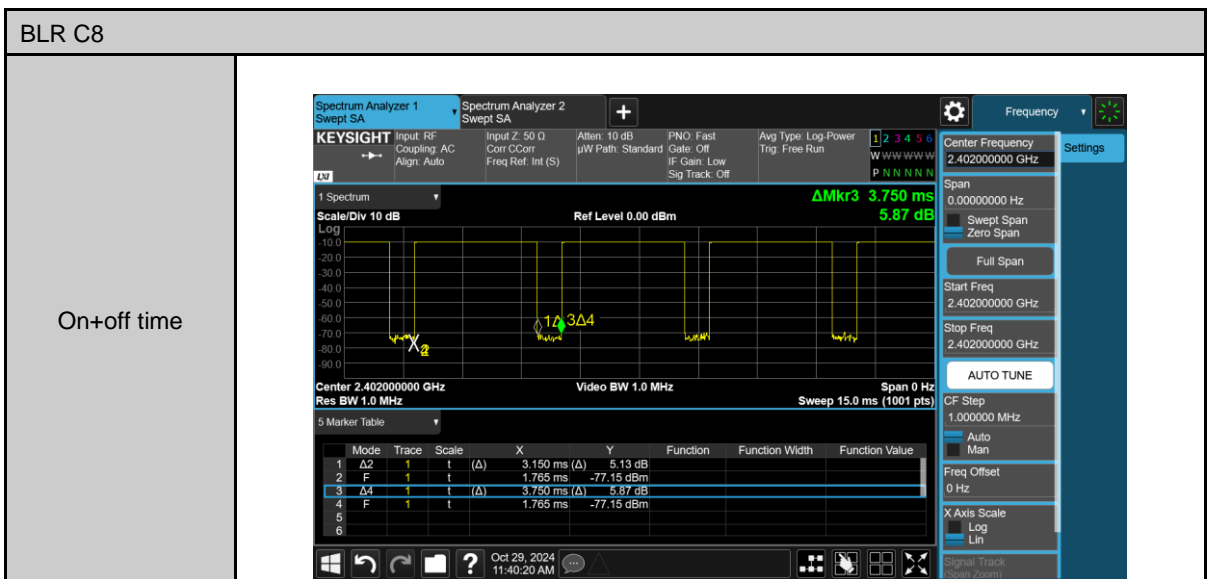 BLR C8
On+off time
Spectrum Analyzer 1
Swept SA
Spectrum Analyzer 2
Swept SA
+
Frequency
KEYSIGHT
LXI
Input: RF
Coupling: AC
Align: Auto
Input Z: 50 Ω
Corr CCorr
Freq Ref: Int (S)
Atten: 10 dB
µW Path: Standard
PNO: Fast
Gate: Off
IF Gain: Low
Sig Track: Off
Avg Type: Log-Power
Trig: Free Run
1 2 3 4 5 6
W W W W W W
P N N N N N
1 Spectrum
ΔMkr3 3.750 ms
5.87 dB
Scale/Div 10 dB
Ref Level 0.00 dBm
Log
-10.0
-20.0
-30.0
-40.0
-50.0
-60.0
-70.0
-80.0
-90.0
1Δ 3Δ4
Center 2.402000000 GHz
Video BW 1.0 MHz
Span 0 Hz
Res BW 1.0 MHz
Sweep 15.0 ms (1001 pts)
5 Marker Table
Mode Trace Scale X Y Function Function Width Function Value
1 Δ2 1 t (Δ) 3.150 ms (Δ) 5.13 dB
2 F 1 t 1.765 ms -77.15 dBm
3 Δ4 1 t (Δ) 3.750 ms (Δ) 5.87 dB
4 F 1 t 1.765 ms -77.15 dBm
5
6
?
Oct 29, 2024
11:40:20 AM
Settings
Center Frequency
2.402000000 GHz
Span
0.00000000 Hz
Swept Span
Zero Span
Full Span
Start Freq
2.402000000 GHz
Stop Freq
2.402000000 GHz
AUTO TUNE
CF Step
1.000000 MHz
Auto
Man
Freq Offset
0 Hz
X Axis Scale
Log
Lin
Signal Track
(Span Zoom)